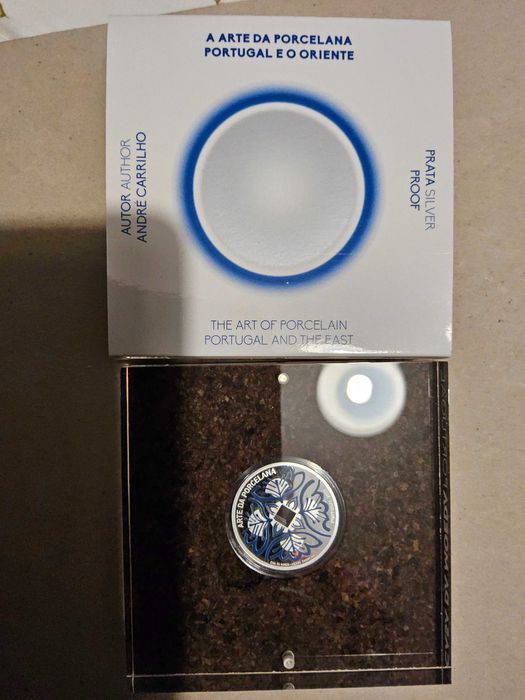 A ARTE DA PORCELANA
PORTUGAL E O ORIENTE
AUTOR AUTHOR
ANDRÉ CARRILHO
PRATA SILVER
PROOF
THE ART OF PORCELAIN
PORTUGAL AND THE EAST
ARTE DA PORCELANA